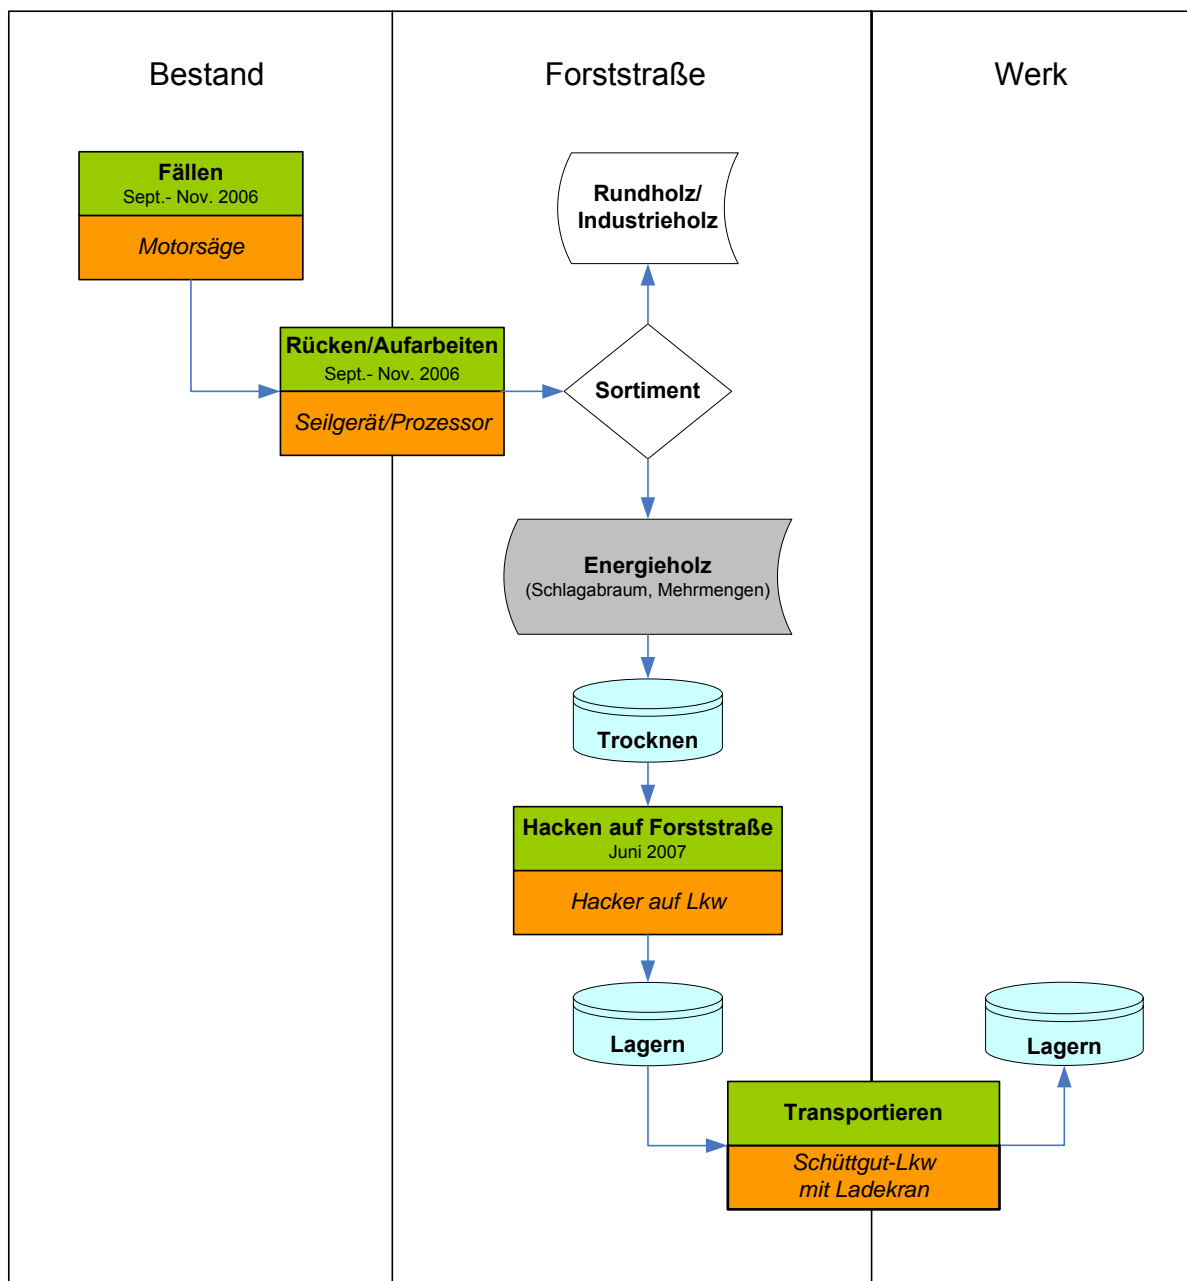 Bestand
Forststraße
Werk
Fällen
Sept.- Nov. 2006
Motorsäge
Rundholz/
Industrieholz
Rücken/Aufarbeiten
Sept.- Nov. 2006
Seilgerät/Prozessor
Sortiment
Energieholz
(Schlagabraum, Mehrmengen)
Trocknen
Hacken auf Forststraße
Juni 2007
Hacker auf Lkw
Lagern
Lagern
Transportieren
Schüttgut-Lkw
mit Ladekran